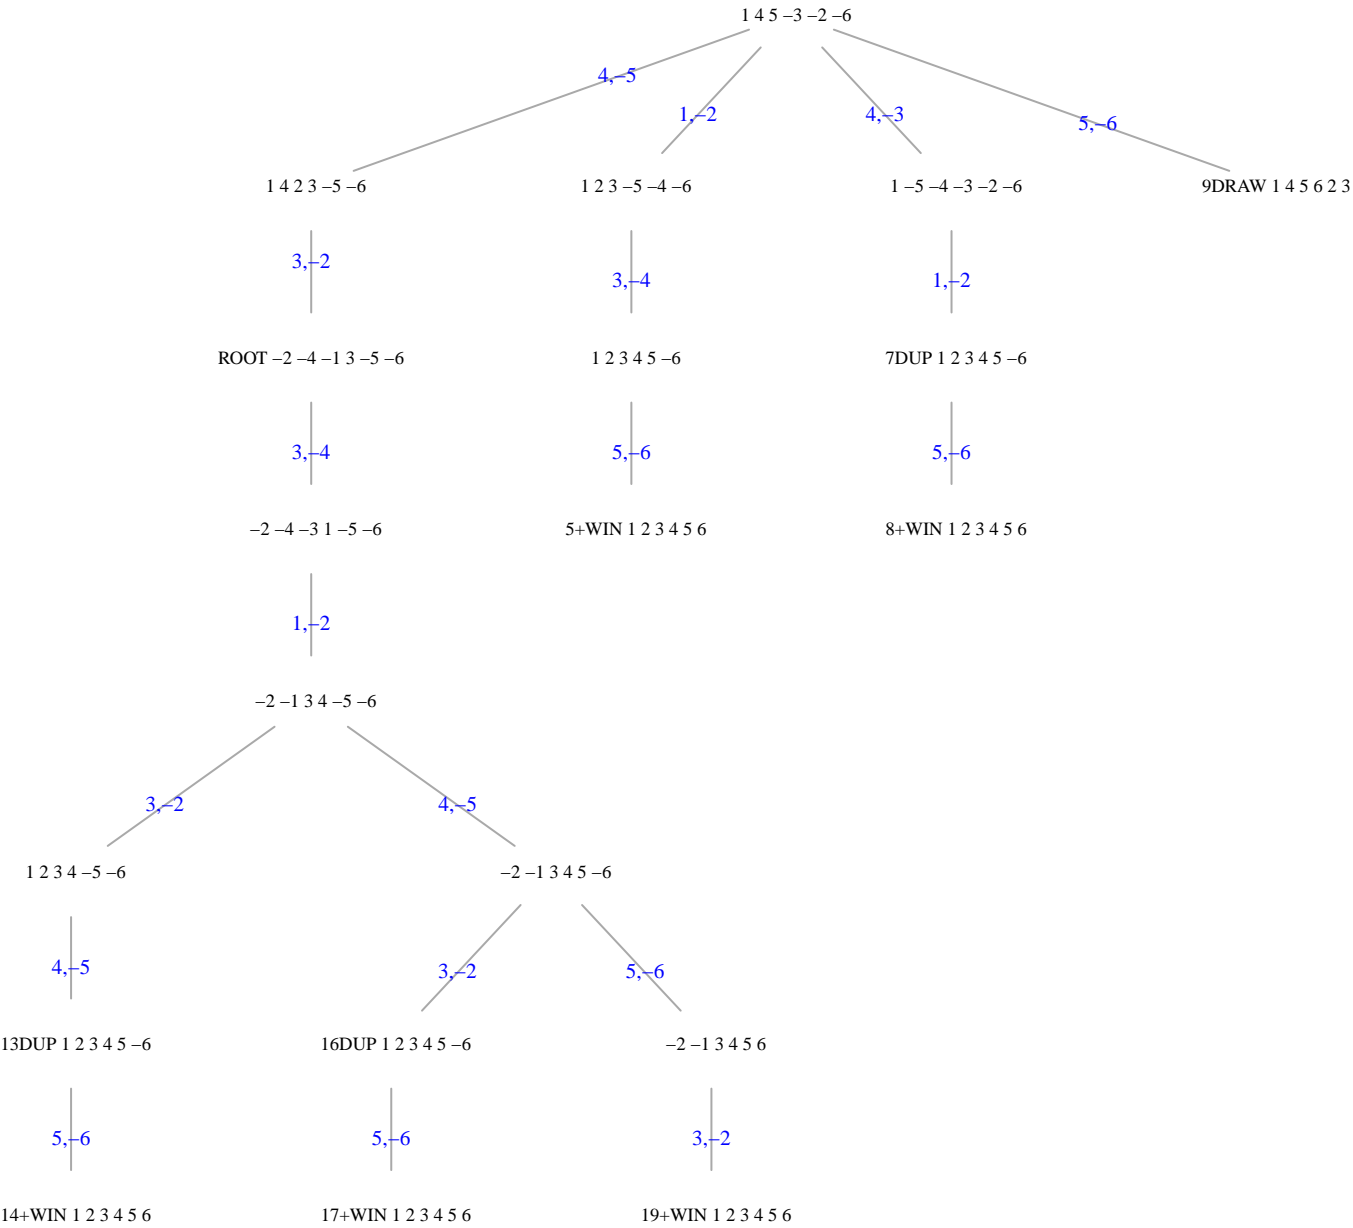 1 4 5 –3 –2 –6
4,–5
1,–2
4,–3
5,–6
1 4 2 3 –5 –6
1 2 3 –5 –4 –6
1 –5 –4 –3 –2 –6
9DRAW 1 4 5 6 2 3
3,–2
3,–4
1,–2
ROOT –2 –4 –1 3 –5 –6
1 2 3 4 5 –6
7DUP 1 2 3 4 5 –6
3,–4
5,–6
5,–6
–2 –4 –3 1 –5 –6
5+WIN 1 2 3 4 5 6
8+WIN 1 2 3 4 5 6
1,–2
–2 –1 3 4 –5 –6
3,–2
4,–5
1 2 3 4 –5 –6
–2 –1 3 4 5 –6
4,–5
3,–2
5,–6
13DUP 1 2 3 4 5 –6
16DUP 1 2 3 4 5 –6
–2 –1 3 4 5 6
5,–6
5,–6
3,–2
14+WIN 1 2 3 4 5 6
17+WIN 1 2 3 4 5 6
19+WIN 1 2 3 4 5 6